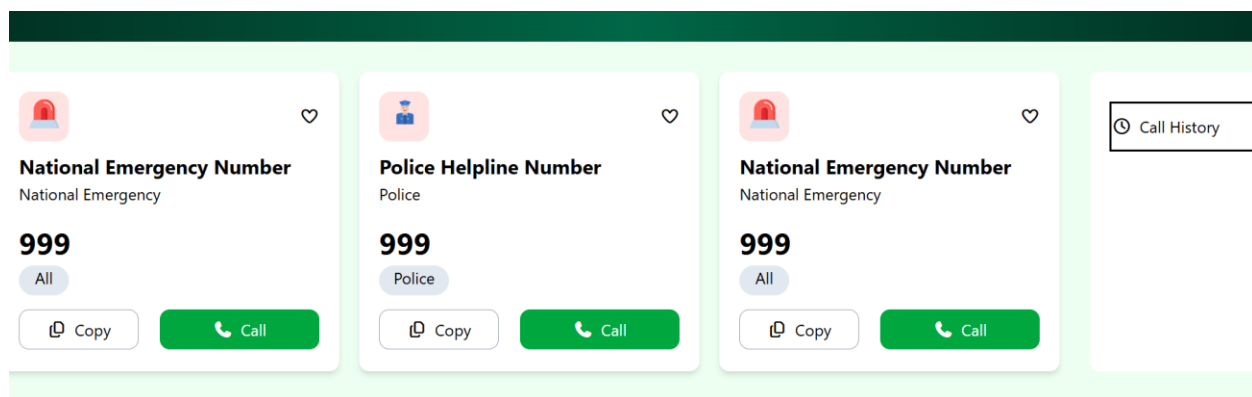 National Emergency Number
National Emergency
999
All
Copy
Call
Police Helpline Number
Police
999
Police
Copy
Call
National Emergency Number
National Emergency
999
All
Copy
Call
Call History